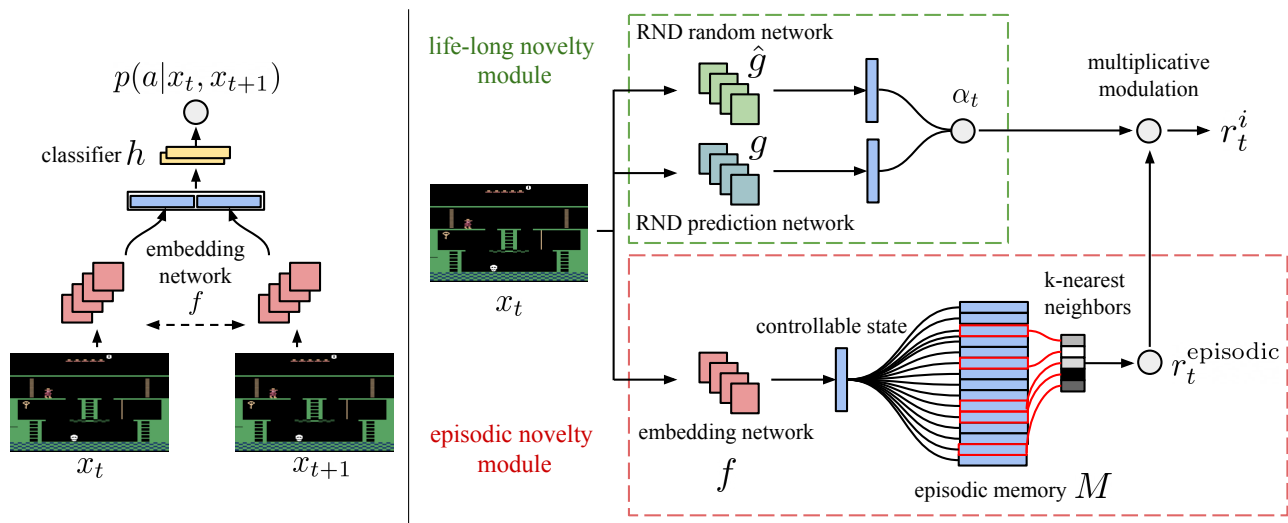 p(a|x_t, x_{t+1})
classifier h
embedding
network
f
x_t
x_{t+1}
life-long novelty
module
RND random network
ĝ
g
RND prediction network
α_t
multiplicative
modulation
r_t^i
x_t
episodic novelty
module
embedding network
f
controllable state
k-nearest
neighbors
r_t^{episodic}
episodic memory M